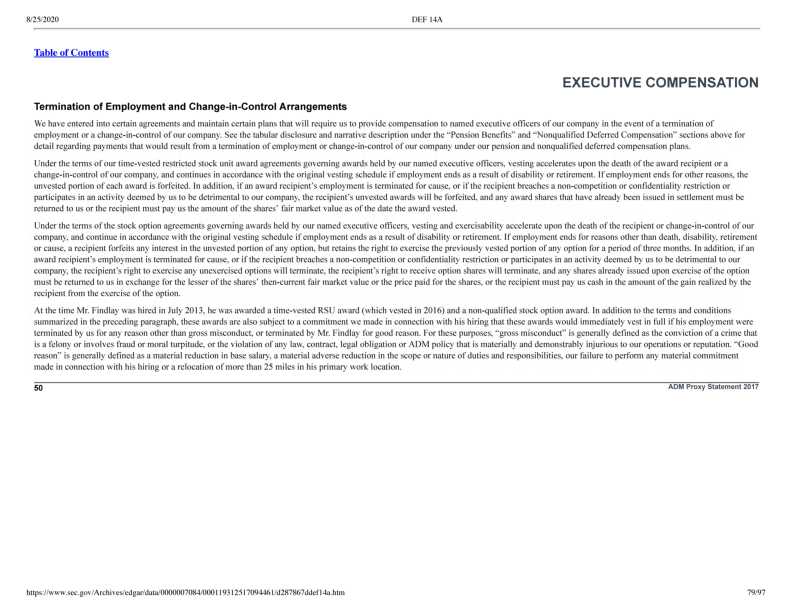 8/25/2020
DEF 14A
Table of Contents
EXECUTIVE COMPENSATION
Termination of Employment and Change-in-Control Arrangements
We have entered into certain agreements and maintain certain plans that will require us to provide compensation to named executive officers of our company in the event of a termination of
employment or a change-in-control of our company. See the tabular disclosure and narrative description under the “Pension Benefits” and “Nonqualified Deferred Compensation” sections above for
detail regarding payments that would result from a termination of employment or change-in-control of our company under our pension and nonqualified deferred compensation plans.
Under the terms of our time-vested restricted stock unit award agreements governing awards held by our named executive officers, vesting accelerates upon the death of the award recipient or a
change-in-control of our company, and continues in accordance with the original vesting schedule if employment ends as a result of disability or retirement. If employment ends for other reasons, the
unvested portion of each award is forfeited. In addition, if an award recipient’s employment is terminated for cause, or if the recipient breaches a non-competition or confidentiality restriction or
participates in an activity deemed by us to be detrimental to our company, the recipient’s unvested awards will be forfeited, and any award shares that have already been issued in settlement must be
returned to us or the recipient must pay us the amount of the shares’ fair market value as of the date the award vested.
Under the terms of the stock option agreements governing awards held by our named executive officers, vesting and exercisability accelerate upon the death of the recipient or change-in-control of our
company, and continue in accordance with the original vesting schedule if employment ends as a result of disability or retirement. If employment ends for reasons other than death, disability, retirement
or cause, a recipient forfeits any interest in the unvested portion of any option, but retains the right to exercise the previously vested portion of any option for a period of three months. In addition, if an
award recipient’s employment is terminated for cause, or if the recipient breaches a non-competition or confidentiality restriction or participates in an activity deemed by us to be detrimental to our
company, the recipient’s right to exercise any unexercised options will terminate, the recipient’s right to receive option shares will terminate, and any shares already issued upon exercise of the option
must be returned to us in exchange for the lesser of the shares’ then-current fair market value or the price paid for the shares, or the recipient must pay us cash in the amount of the gain realized by the
recipient from the exercise of the option.
At the time Mr. Findlay was hired in July 2013, he was awarded a time-vested RSU award (which vested in 2016) and a non-qualified stock option award. In addition to the terms and conditions
summarized in the preceding paragraph, these awards are also subject to a commitment we made in connection with his hiring that these awards would immediately vest in full if his employment were
terminated by us for any reason other than gross misconduct, or terminated by Mr. Findlay for good reason. For these purposes, “gross misconduct” is generally defined as the conviction of a crime that
is a felony or involves fraud or moral turpitude, or the violation of any law, contract, legal obligation or ADM policy that is materially and demonstrably injurious to our operations or reputation. “Good
reason” is generally defined as a material reduction in base salary, a material adverse reduction in the scope or nature of duties and responsibilities, our failure to perform any material commitment
made in connection with his hiring or a relocation of more than 25 miles in his primary work location.
50
ADM Proxy Statement 2017
https://www.sec.gov/Archives/edgar/data/0000007084/000119312517094461/d287867ddef14a.htm
79/97